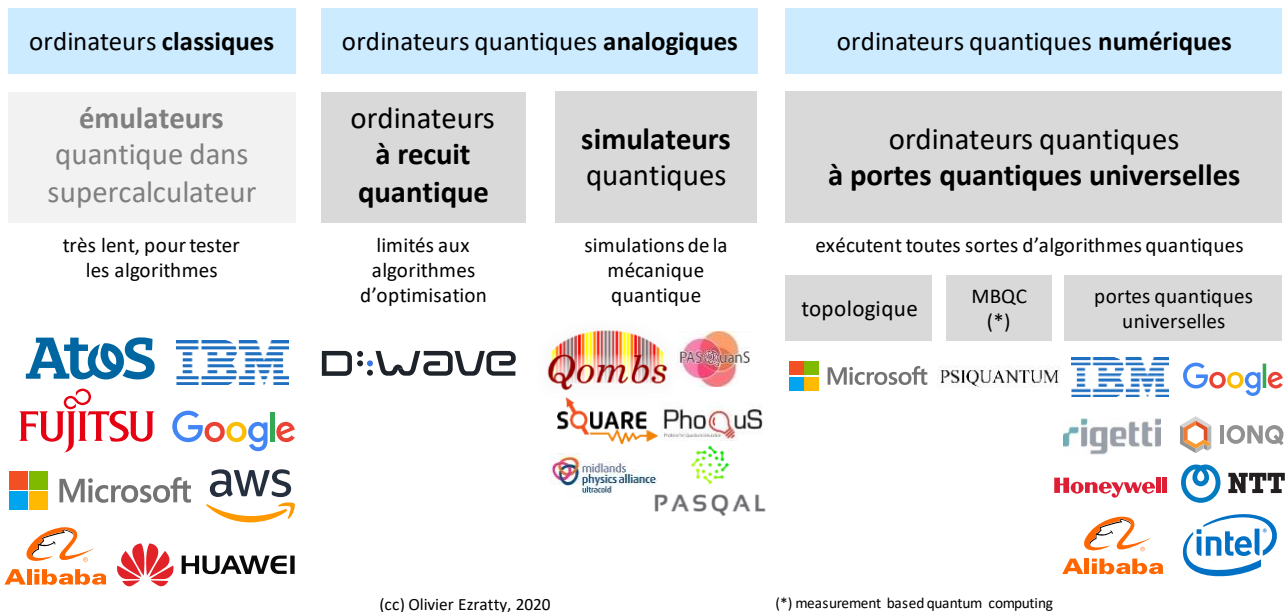 ordinateurs classiques
ordinateurs quantiques analogiques
ordinateurs quantiques numériques
émulateurs
quantique dans
supercalculateur
ordinateurs
à recuit
quantique
simulateurs
quantiques
ordinateurs quantiques
à portes quantiques universelles
très lent, pour tester
les algorithmes
limités aux
algorithmes
d'optimisation
simulations de la
mécanique
quantique
exécutent toutes sortes d'algorithmes quantiques
topologique
MBQC
(*)
portes quantiques
universelles
Atos IBM
FUJITSU Google
Microsoft aws
Alibaba HUAWEI
D:Wave
Qombs PASQuanS
SQUARE PhoQuS
midlands
physics alliance
ultracold
PASQAL
Microsoft
PSIQUANTUM
IBM Google
rigetti IONQ
Honeywell NTT
Alibaba intel
(cc) Olivier Ezratty, 2020
(*) measurement based quantum computing